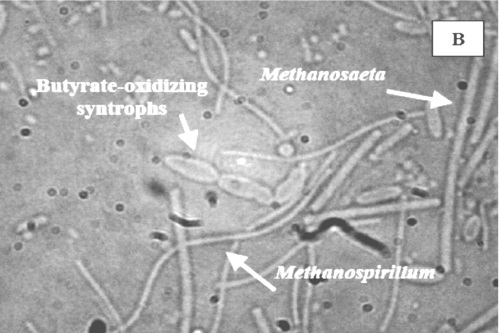 B
Methanosaeta
Butyrate-oxidizing
syntrophs
Methanospirillum